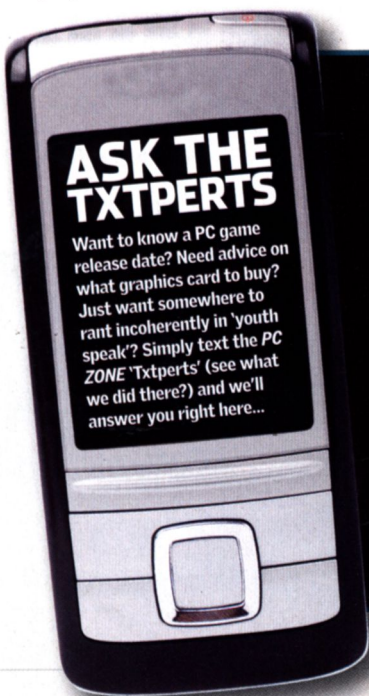 ASK THE
TXTPERTS
Want to know a PC game
release date? Need advice on
what graphics card to buy?
Just want somewhere to
rant incoherently in 'youth
speak'? Simply text the PC
ZONE 'Txtperts' (see what
we did there?) and we'll
answer you right here...